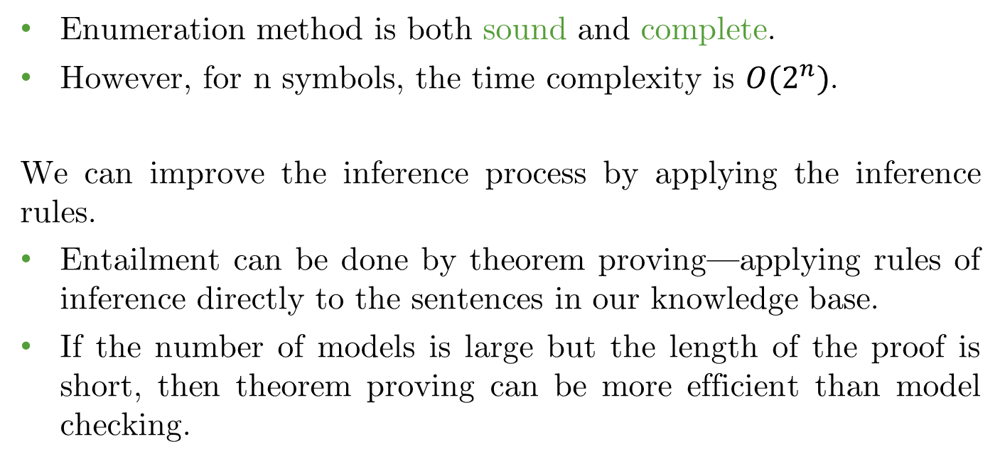 • Enumeration method is both sound and complete.
• However, for n symbols, the time complexity is O(2ⁿ).
We can improve the inference process by applying the inference
rules.
• Entailment can be done by theorem proving—applying rules of
inference directly to the sentences in our knowledge base.
• If the number of models is large but the length of the proof is
short, then theorem proving can be more efficient than model
checking.